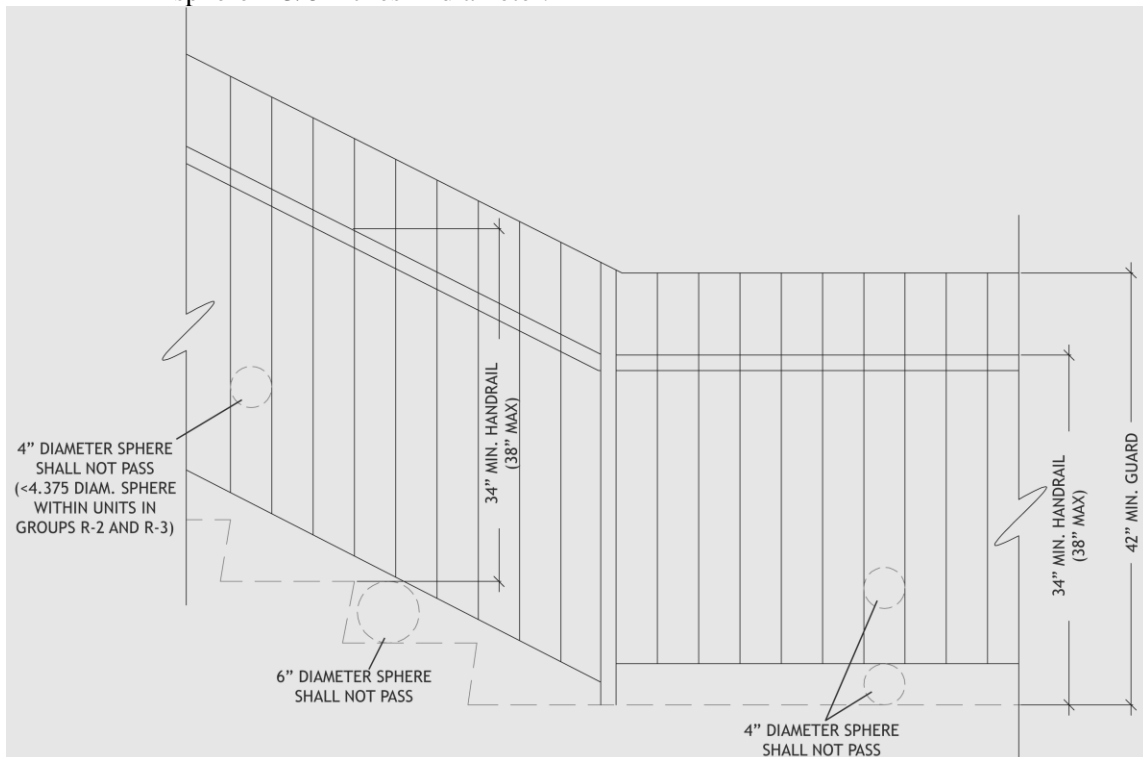 4” DIAMETER SPHERE
SHALL NOT PASS
(<4.375 DIAM. SPHERE
WITHIN UNITS IN
GROUPS R-2 AND R-3)
34” MIN. HANDRAIL
(38” MAX)
6” DIAMETER SPHERE
SHALL NOT PASS
34” MIN. HANDRAIL
(38” MAX)
42” MIN. GUARD
4” DIAMETER SPHERE
SHALL NOT PASS